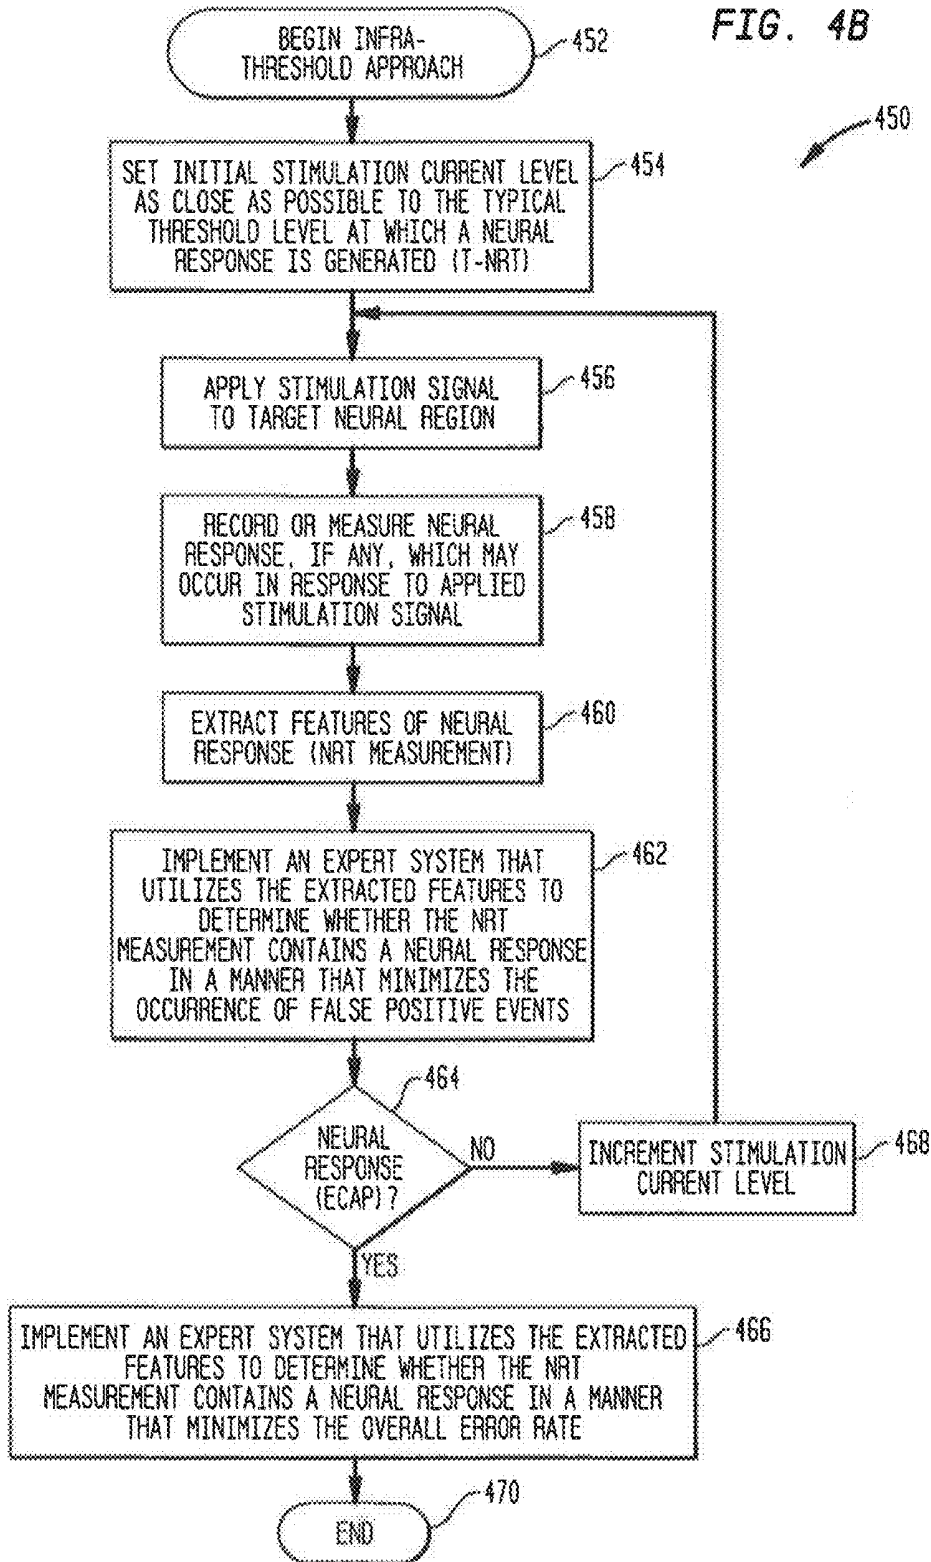 FIG. 4B
BEGIN INFRA-
THRESHOLD APPROACH
452
450
SET INITIAL STIMULATION CURRENT LEVEL
AS CLOSE AS POSSIBLE TO THE TYPICAL
THRESHOLD LEVEL AT WHICH A NEURAL
RESPONSE IS GENERATED (T-NRT)
454
APPLY STIMULATION SIGNAL
TO TARGET NEURAL REGION
456
RECORD OR MEASURE NEURAL
RESPONSE, IF ANY, WHICH MAY
OCCUR IN RESPONSE TO APPLIED
STIMULATION SIGNAL
458
EXTRACT FEATURES OF NEURAL
RESPONSE (NRT MEASUREMENT)
460
IMPLEMENT AN EXPERT SYSTEM THAT
UTILIZES THE EXTRACTED FEATURES TO
DETERMINE WHETHER THE NRT
MEASUREMENT CONTAINS A NEURAL RESPONSE
IN A MANNER THAT MINIMIZES THE
OCCURRENCE OF FALSE POSITIVE EVENTS
462
NEURAL
RESPONSE
(ECAP)?
464
NO
INCREMENT STIMULATION
CURRENT LEVEL
468
YES
IMPLEMENT AN EXPERT SYSTEM THAT UTILIZES THE EXTRACTED
FEATURES TO DETERMINE WHETHER THE NRT
MEASUREMENT CONTAINS A NEURAL RESPONSE IN A MANNER
THAT MINIMIZES THE OVERALL ERROR RATE
466
END
470